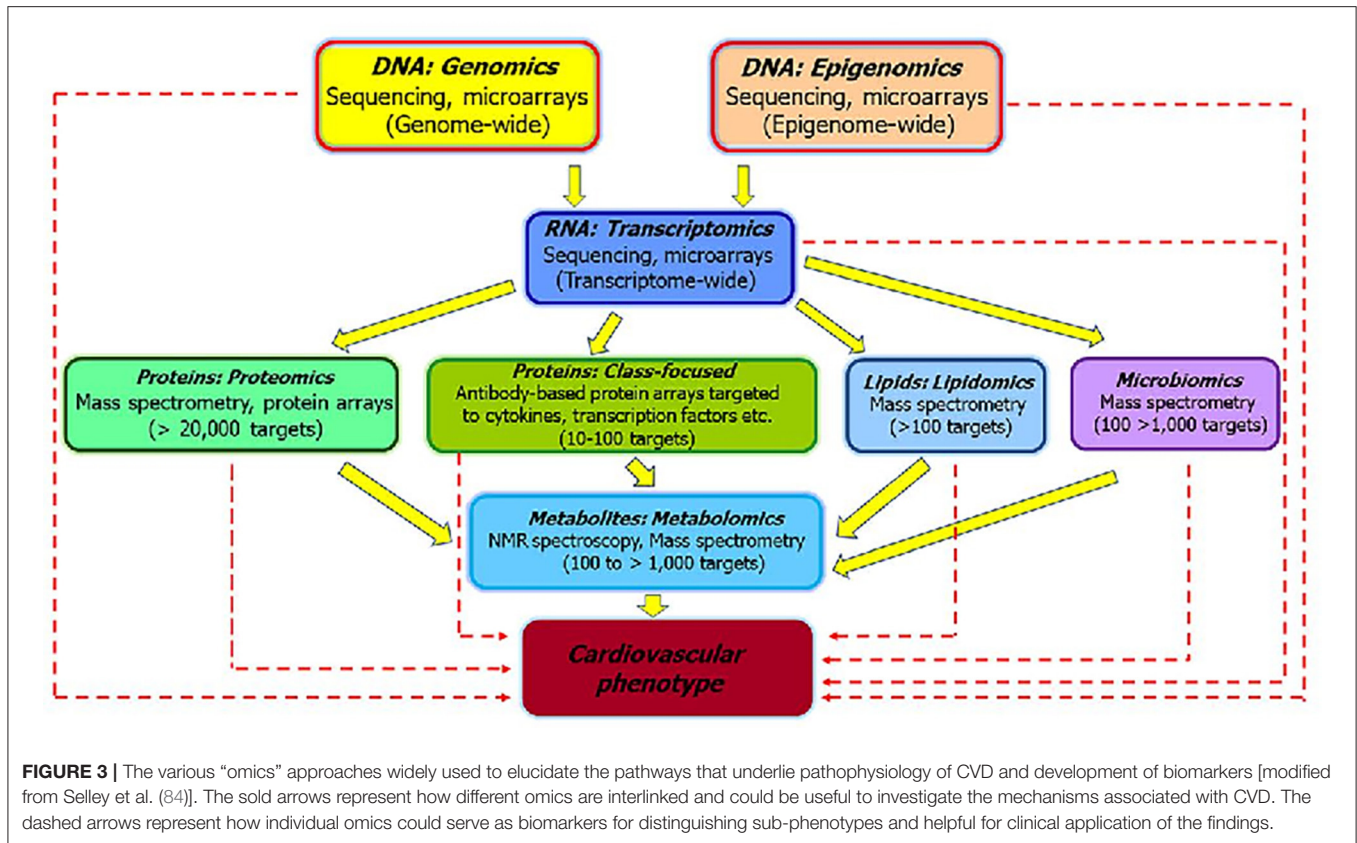 DNA: Genomics
Sequencing, microarrays
(Genome-wide)
DNA: Epigenomics
Sequencing, microarrays
(Epigenome-wide)
RNA: Transcriptomics
Sequencing, microarrays
(Transcriptome-wide)
Proteins: Proteomics
Mass spectrometry, protein arrays
(> 20,000 targets)
Proteins: Class-focused
Antibody-based protein arrays targeted
to cytokines, transcription factors etc.
(10-100 targets)
Lipids: Lipidomics
Mass spectrometry
(>100 targets)
Microbiomics
Mass spectrometry
(100 >1,000 targets)
Metabolites: Metabolomics
NMR spectroscopy, Mass spectrometry
(100 to > 1,000 targets)
Cardiovascular
phenotype
FIGURE 3 | The various “omics” approaches widely used to elucidate the pathways that underlie pathophysiology of CVD and development of biomarkers [modified
from Selley et al. (84)]. The sold arrows represent how different omics are interlinked and could be useful to investigate the mechanisms associated with CVD. The
dashed arrows represent how individual omics could serve as biomarkers for distinguishing sub-phenotypes and helpful for clinical application of the findings.